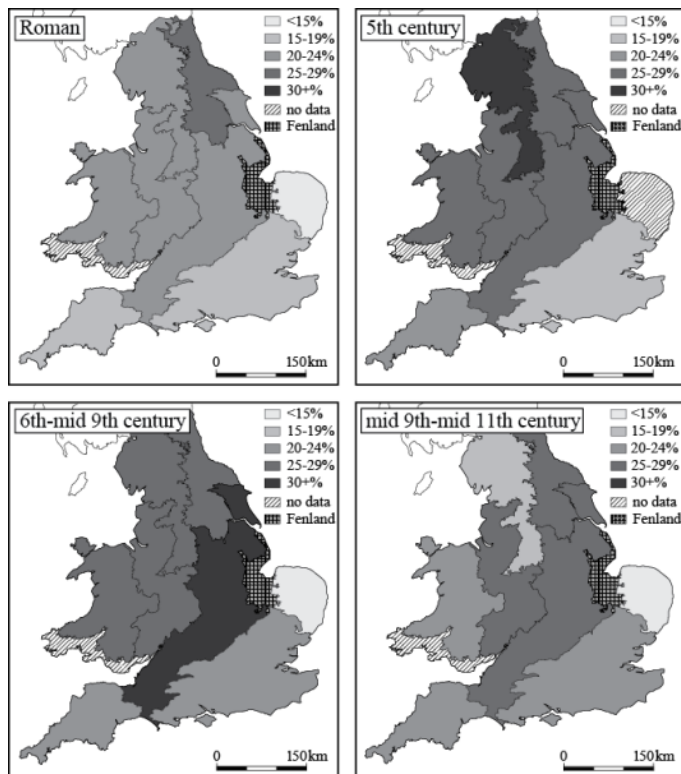 Roman
<15%
15-19%
20-24%
25-29%
30+%
no data
Fenland
0 150km
5th century
<15%
15-19%
20-24%
25-29%
30+%
no data
Fenland
0 150km
6th-mid 9th century
<15%
15-19%
20-24%
25-29%
30+%
no data
Fenland
0 150km
mid 9th-mid 11th century
<15%
15-19%
20-24%
25-29%
30+%
no data
Fenland
0 150km